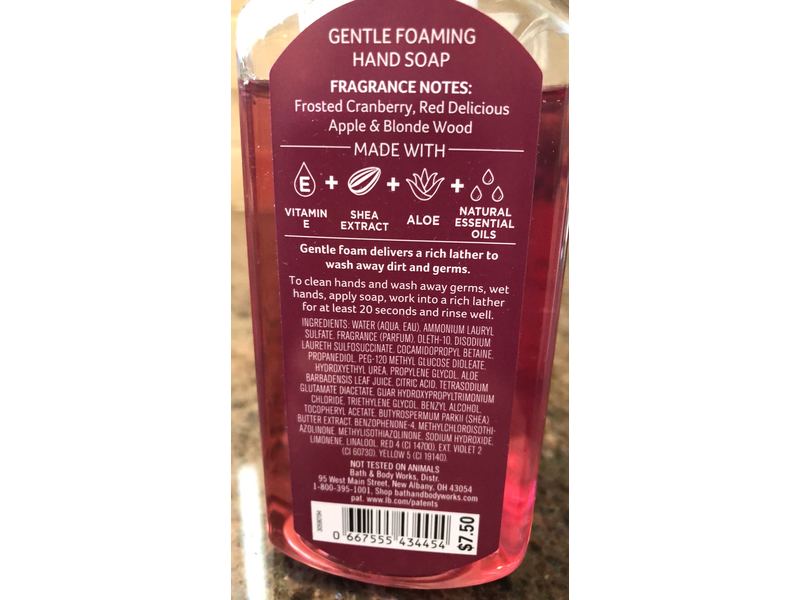 GENTLE FOAMING
HAND SOAP
FRAGRANCE NOTES:
Frosted Cranberry, Red Delicious
Apple & Blonde Wood
MADE WITH
E + + +
VITAMIN
E
SHEA
EXTRACT
ALOE
NATURAL
ESSENTIAL
OILS
Gentle foam delivers a rich lather to
wash away dirt and germs.
To clean hands and wash away germs, wet
hands, apply soap, work into a rich lather
for at least 20 seconds and rinse well.
INGREDIENTS: WATER (AQUA, EAU), AMMONIUM LAURYL
SULFATE, FRAGRANCE (PARFUM), OLETH-10, DISODIUM
LAURETH SULFOSUCCINATE, COCAMIDOPROPYL BETAINE,
PROPANEDIOL, PEG-120 METHYL GLUCOSE DIOLEATE,
HYDROXYETHYL UREA, PROPYLENE GLYCOL, ALOE
BARBADENSIS LEAF JUICE, CITRIC ACID, TETRASODIUM
GLUTAMATE DIACETATE, GUAR HYDROXYPROPYLTRIMONIUM
CHLORIDE, TRIETHYLENE GLYCOL, BENZYL ALCOHOL,
TOCOPHERYL ACETATE, BUTYROSPERMUM PARKII (SHEA)
BUTTER EXTRACT, BENZOPHENONE-4, METHYLCHLOROISOTHI-
AZOLINONE, METHYLISOTHIAZOLINONE, SODIUM HYDROXIDE,
LIMONENE, LINALOOL, RED 4 (CI 14700), EXT. VIOLET 2
(CI 60730), YELLOW 5 (CI 19140).
NOT TESTED ON ANIMALS
Bath & Body Works, Distr.
95 West Main Street, New Albany, OH 43054
1-800-395-1001, Shop bathandbodyworks.com
pat. www.lb.com/patents
0 667555 434454
$7.50